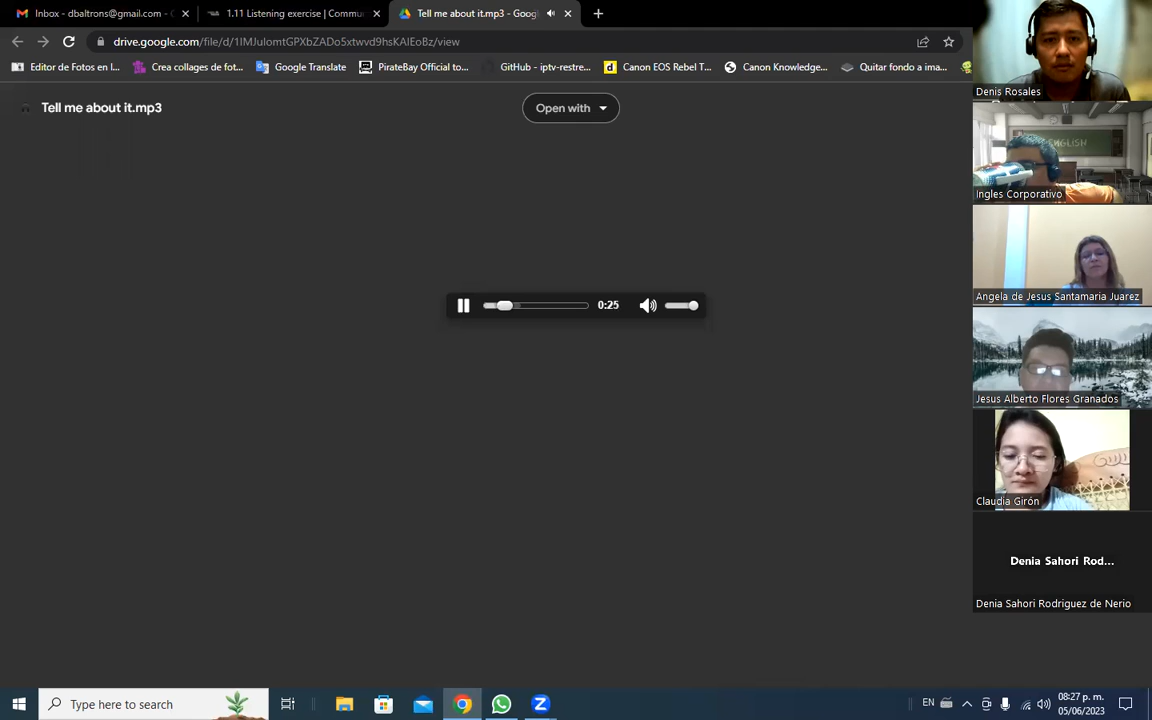 Inbox - dbaltrons@gmail.com - G
1.11 Listening exercise | Commu
Tell me about it.mp3 - Goog
drive.google.com/file/d/1IMJulomtGPXbZADo5xtwvd9hsKAlEoBz/view
Editor de Fotos en l...
Crea collages de fot...
Google Translate
PirateBay Official to...
GitHub - iptv-restre...
Canon EOS Rebel T...
Canon Knowledge...
Quitar fondo a ima...
Tell me about it.mp3
Open with
0:25
Denis Rosales
ENGLISH
Ingles Corporativo
Angela de Jesus Santamaria Juarez
Jesus Alberto Flores Granados
Claudia Girón
Denia Sahori Rod...
Denia Sahori Rodriguez de Nerio
Type here to search
EN
08:27 p. m.
05/06/2023